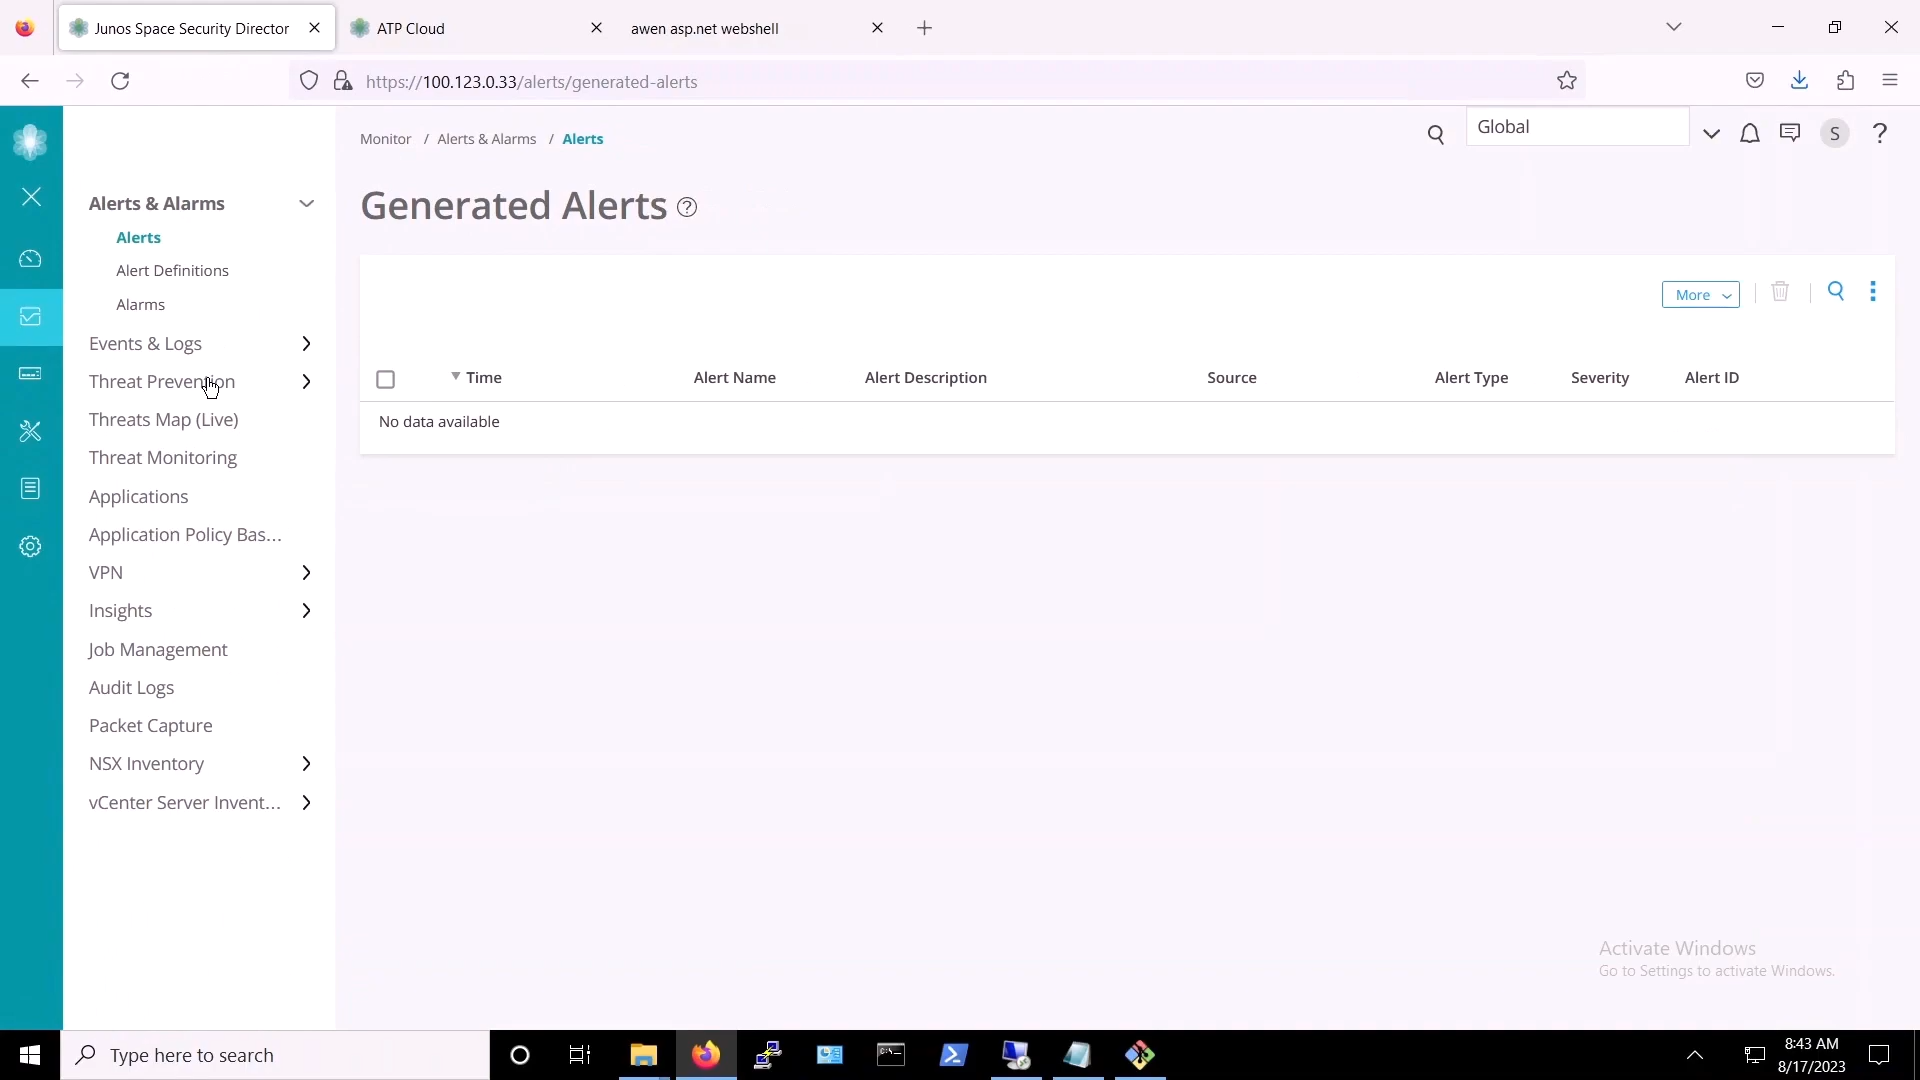 Junos Space Security Director
ATP Cloud
awen asp.net webshell
https://100.123.0.33/alerts/generated-alerts
Monitor / Alerts & Alarms / Alerts
Global
S
?
Alerts & Alarms
Alerts
Alert Definitions
Alarms
Events & Logs
Threat Prevention
Threats Map (Live)
Threat Monitoring
Applications
Application Policy Bas...
VPN
Insights
Job Management
Audit Logs
Packet Capture
NSX Inventory
vCenter Server Invent...
Generated Alerts ?
More
Time Alert Name Alert Description Source Alert Type Severity Alert ID
No data available
Activate Windows
Go to Settings to activate Windows.
Type here to search
8:43 AM
8/17/2023